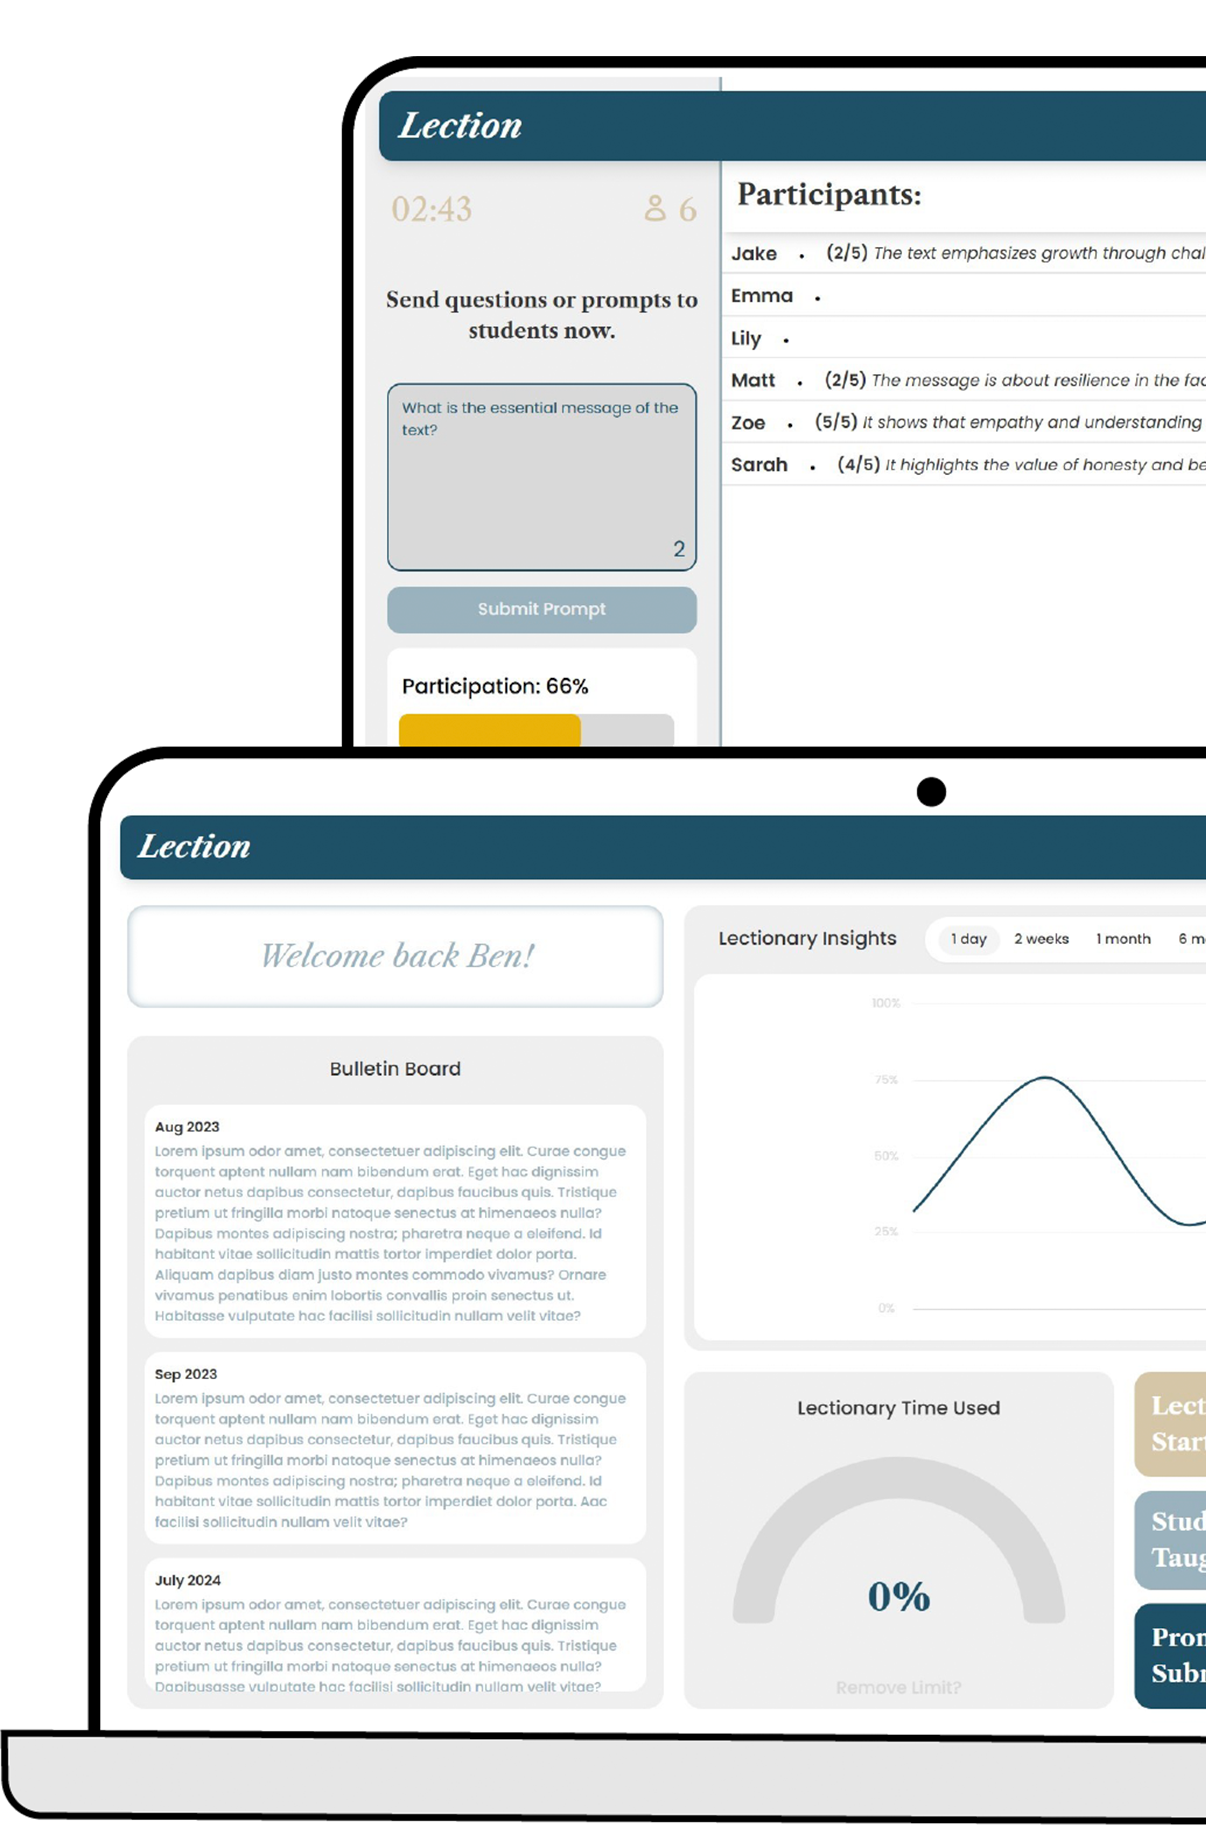 Lection
02:43
6
Send questions or prompts to
students now.
What is the essential message of the
text?
2
Submit Prompt
Participation: 66%
Participants:
Jake • (2/5) The text emphasizes growth through chal
Emma •
Lily •
Matt • (2/5) The message is about resilience in the fac
Zoe • (5/5) It shows that empathy and understanding
Sarah • (4/5) It highlights the value of honesty and be
Lection
Welcome back Ben!
Bulletin Board
Aug 2023
Lorem ipsum odor amet, consectetuer adipiscing elit. Curae congue
torquent aptent nullam nam bibendum erat. Eget hac dignissim
auctor netus dapibus consectetur, dapibus faucibus quis. Tristique
pretium ut fringilla morbi natoque senectus at himenaeos nulla?
Dapibus montes adipiscing nostra; pharetra neque a eleifend. Id
habitant vitae sollicitudin mattis tortor imperdiet dolor porta.
Aliquam dapibus diam justo montes commodo vivamus? Ornare
vivamus penatibus enim lobortis convallis proin senectus ut.
Habitasse vulputate hac facilisi sollicitudin nullam velit vitae?
Sep 2023
Lorem ipsum odor amet, consectetuer adipiscing elit. Curae congue
torquent aptent nullam nam bibendum erat. Eget hac dignissim
auctor netus dapibus consectetur, dapibus faucibus quis. Tristique
pretium ut fringilla morbi natoque senectus at himenaeos nulla?
Dapibus montes adipiscing nostra; pharetra neque a eleifend. Id
habitant vitae sollicitudin mattis tortor imperdiet dolor porta. Aac
facilisi sollicitudin nullam velit vitae?
July 2024
Lorem ipsum odor amet, consectetuer adipiscing elit. Curae congue
torquent aptent nullam nam bibendum erat. Eget hac dignissim
auctor netus dapibus consectetur, dapibus faucibus quis. Tristique
pretium ut fringilla morbi natoque senectus at himenaeos nulla?
Dapibusasse vulputate hac facilisi sollicitudin nullam velit vitae?
Lectionary Insights
1 day 2 weeks 1 month 6 m
100%
75%
50%
25%
0%
Lectionary Time Used
0%
Remove Limit?
Lect
Start
Stud
Taug
Pro
Sub